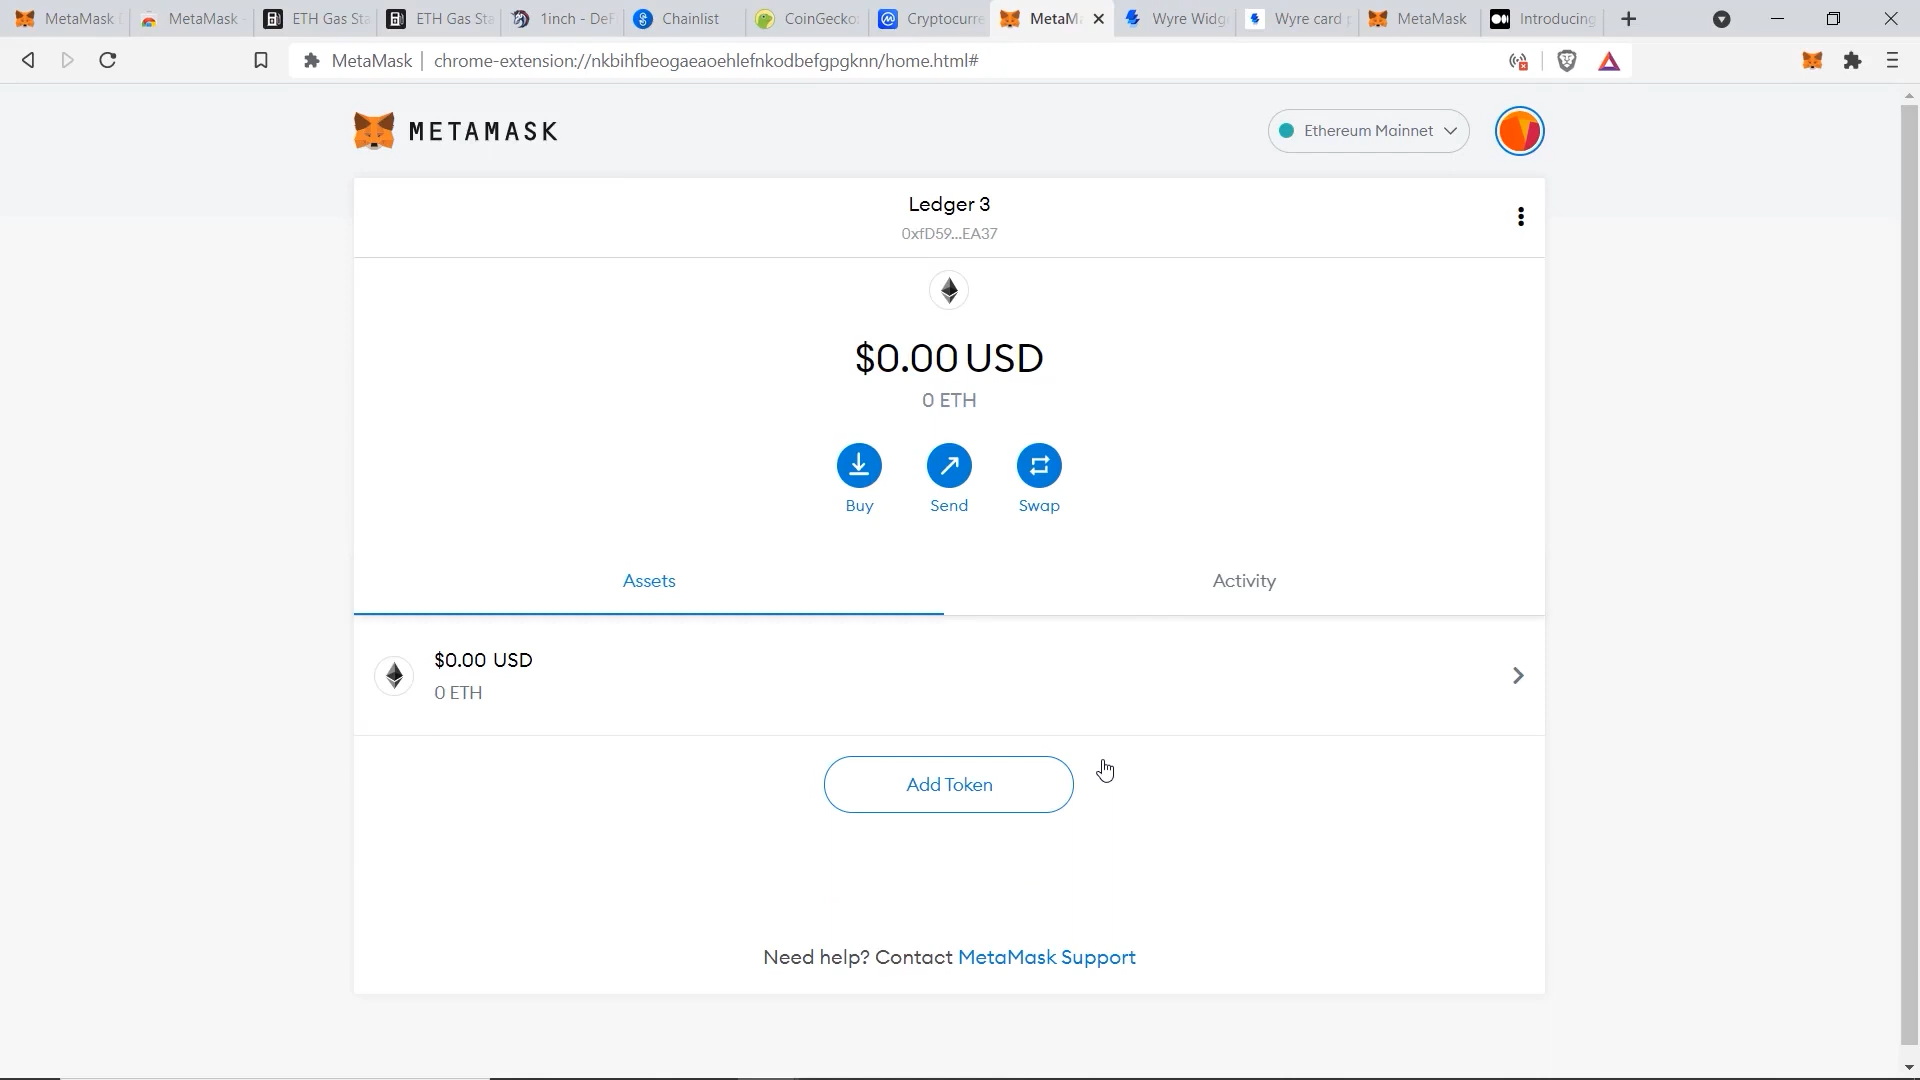 MetaMask
MetaMask -
ETH Gas Sta
ETH Gas Sta
1inch - DeF
Chainlist
CoinGecko:
Cryptocurre
MetaM
Wyre Widg
Wyre card p
MetaMask
Introducing
MetaMask | chrome-extension://nkbihfbeogaeaoehlefnkodbefgpgknn/home.html#
METAMASK
Ethereum Mainnet
Ledger 3
0xfD59...EA37
$0.00 USD
0 ETH
Buy
Send
Swap
Assets
Activity
$0.00 USD
0 ETH
Add Token
Need help? Contact MetaMask Support